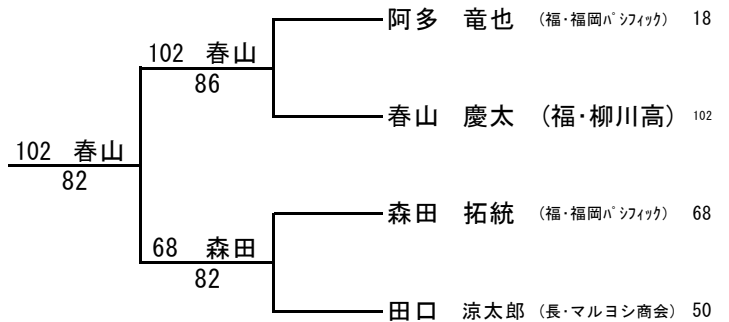 阿多 竜也 (福･福岡ﾊﾟｼﾌｨｯｸ) 18
102 春山
86
春山 慶太 (福･柳川高) 102
102 春山
82
森田 拓統 (福･福岡ﾊﾟｼﾌｨｯｸ) 68
68 森田
82
田口 涼太郎 (長･マルヨシ商会) 50